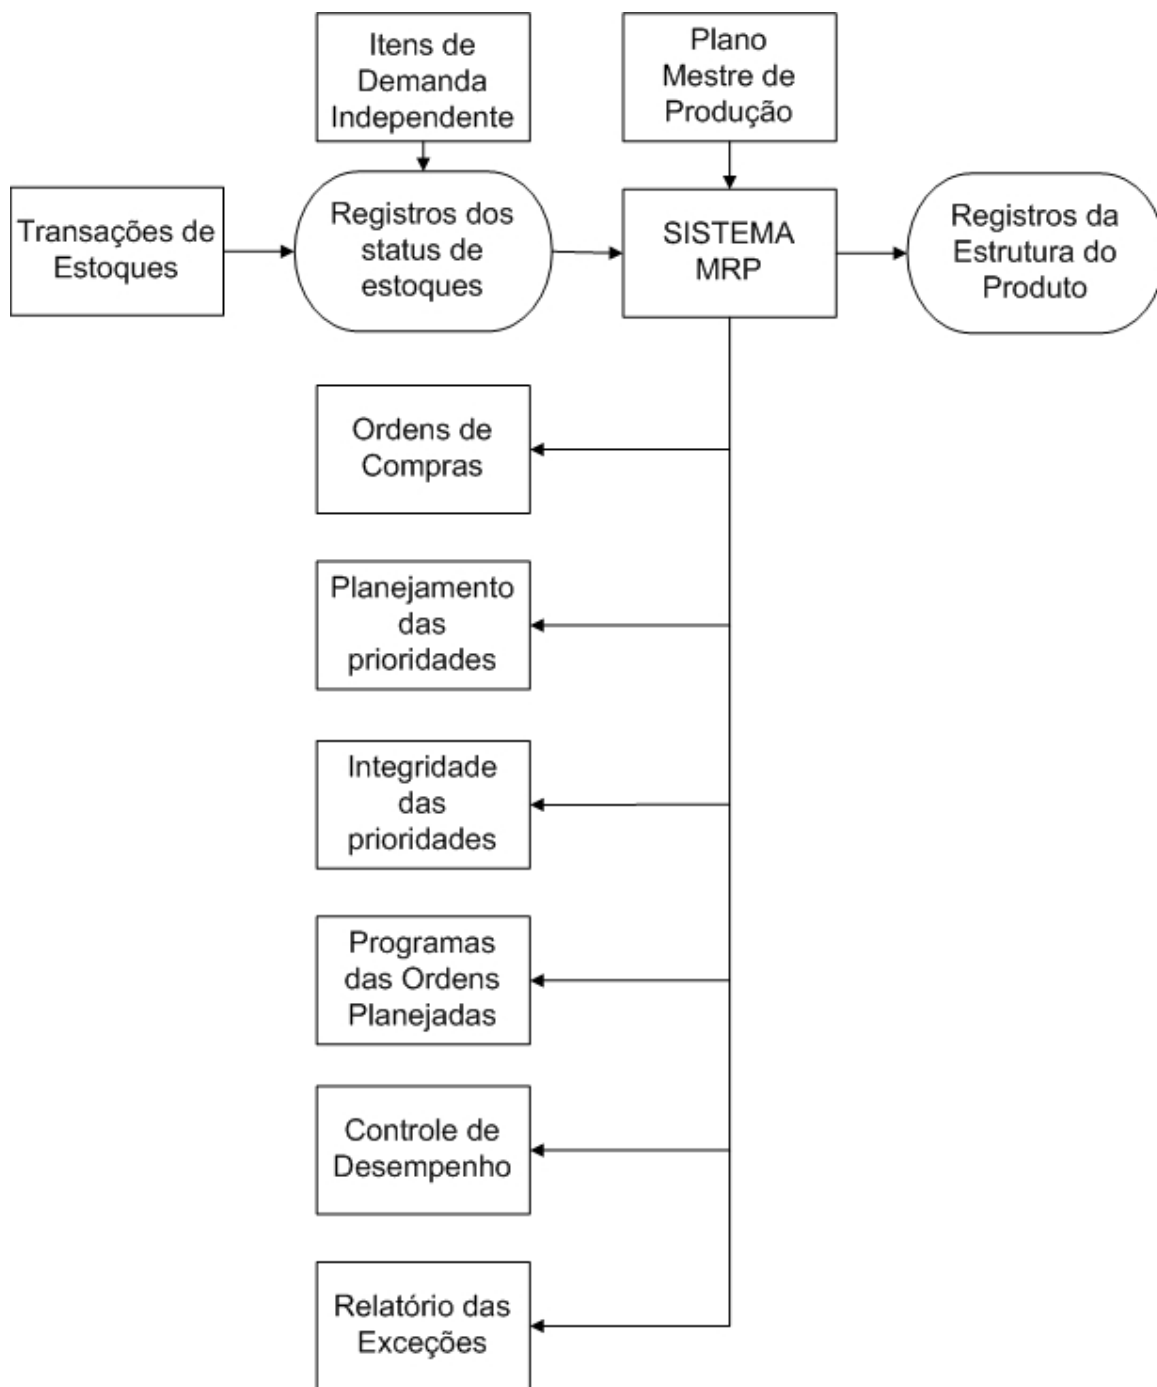 Itens de
Demanda
Independente
Plano
Mestre de
Produção
Transações de
Estoques
Registros dos
status de
estoques
SISTEMA
MRP
Registros da
Estrutura do
Produto
Ordens de
Compras
Planejamento
das
prioridades
Integridade
das
prioridades
Programas
das Ordens
Planejadas
Controle de
Desempenho
Relatório das
Exceções